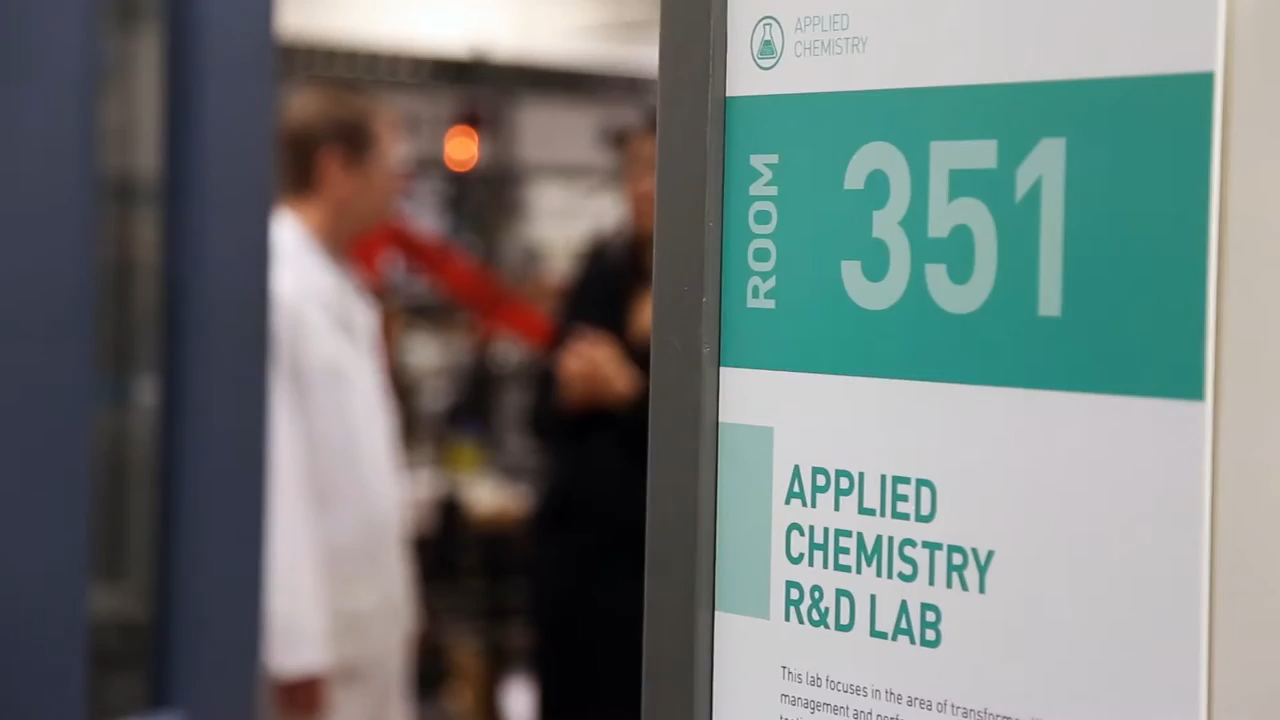 APPLIED
CHEMISTRY
ROOM
351
APPLIED
CHEMISTRY
R&D LAB
This lab focuses in the area of
management and